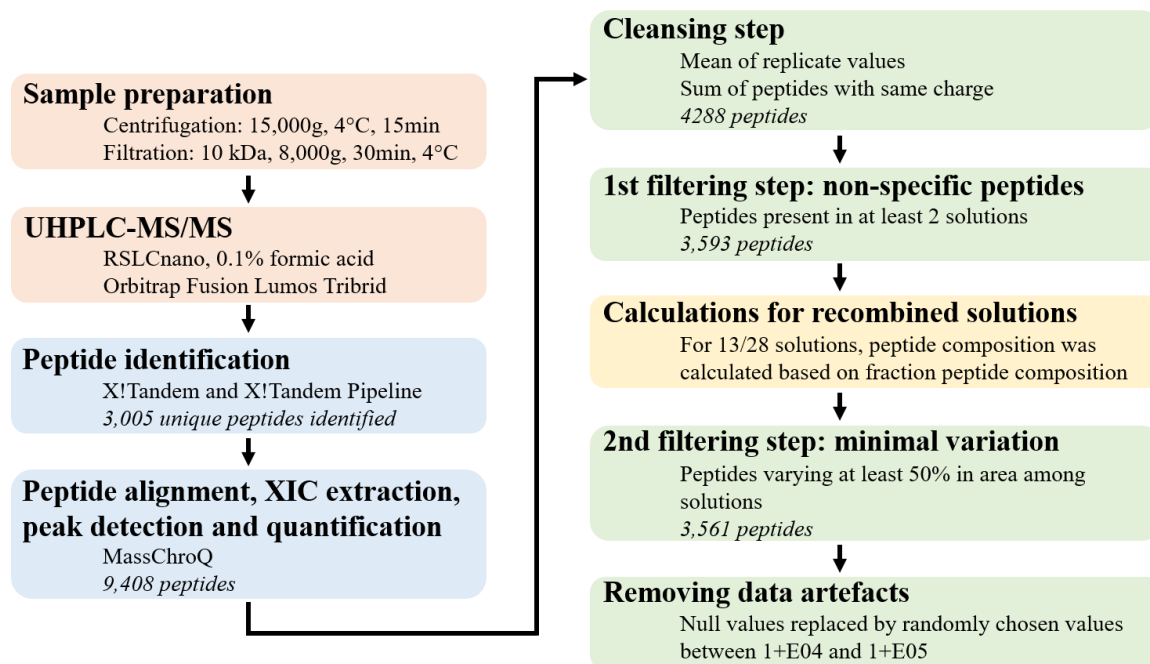 Sample preparation
Centrifugation: 15,000g, 4°C, 15min
Filtration: 10 kDa, 8,000g, 30min, 4°C
UHPLC-MS/MS
RSLCnano, 0.1% formic acid
Orbitrap Fusion Lumos Tribrid
Peptide identification
X!Tandem and X!Tandem Pipeline
3,005 unique peptides identified
Peptide alignment, XIC extraction,
peak detection and quantification
MassChroQ
9,408 peptides
Cleansing step
Mean of replicate values
Sum of peptides with same charge
4288 peptides
1st filtering step: non-specific peptides
Peptides present in at least 2 solutions
3,593 peptides
Calculations for recombined solutions
For 13/28 solutions, peptide composition was
calculated based on fraction peptide composition
2nd filtering step: minimal variation
Peptides varying at least 50% in area among
solutions
3,561 peptides
Removing data artefacts
Null values replaced by randomly chosen values
between 1+E04 and 1+E05